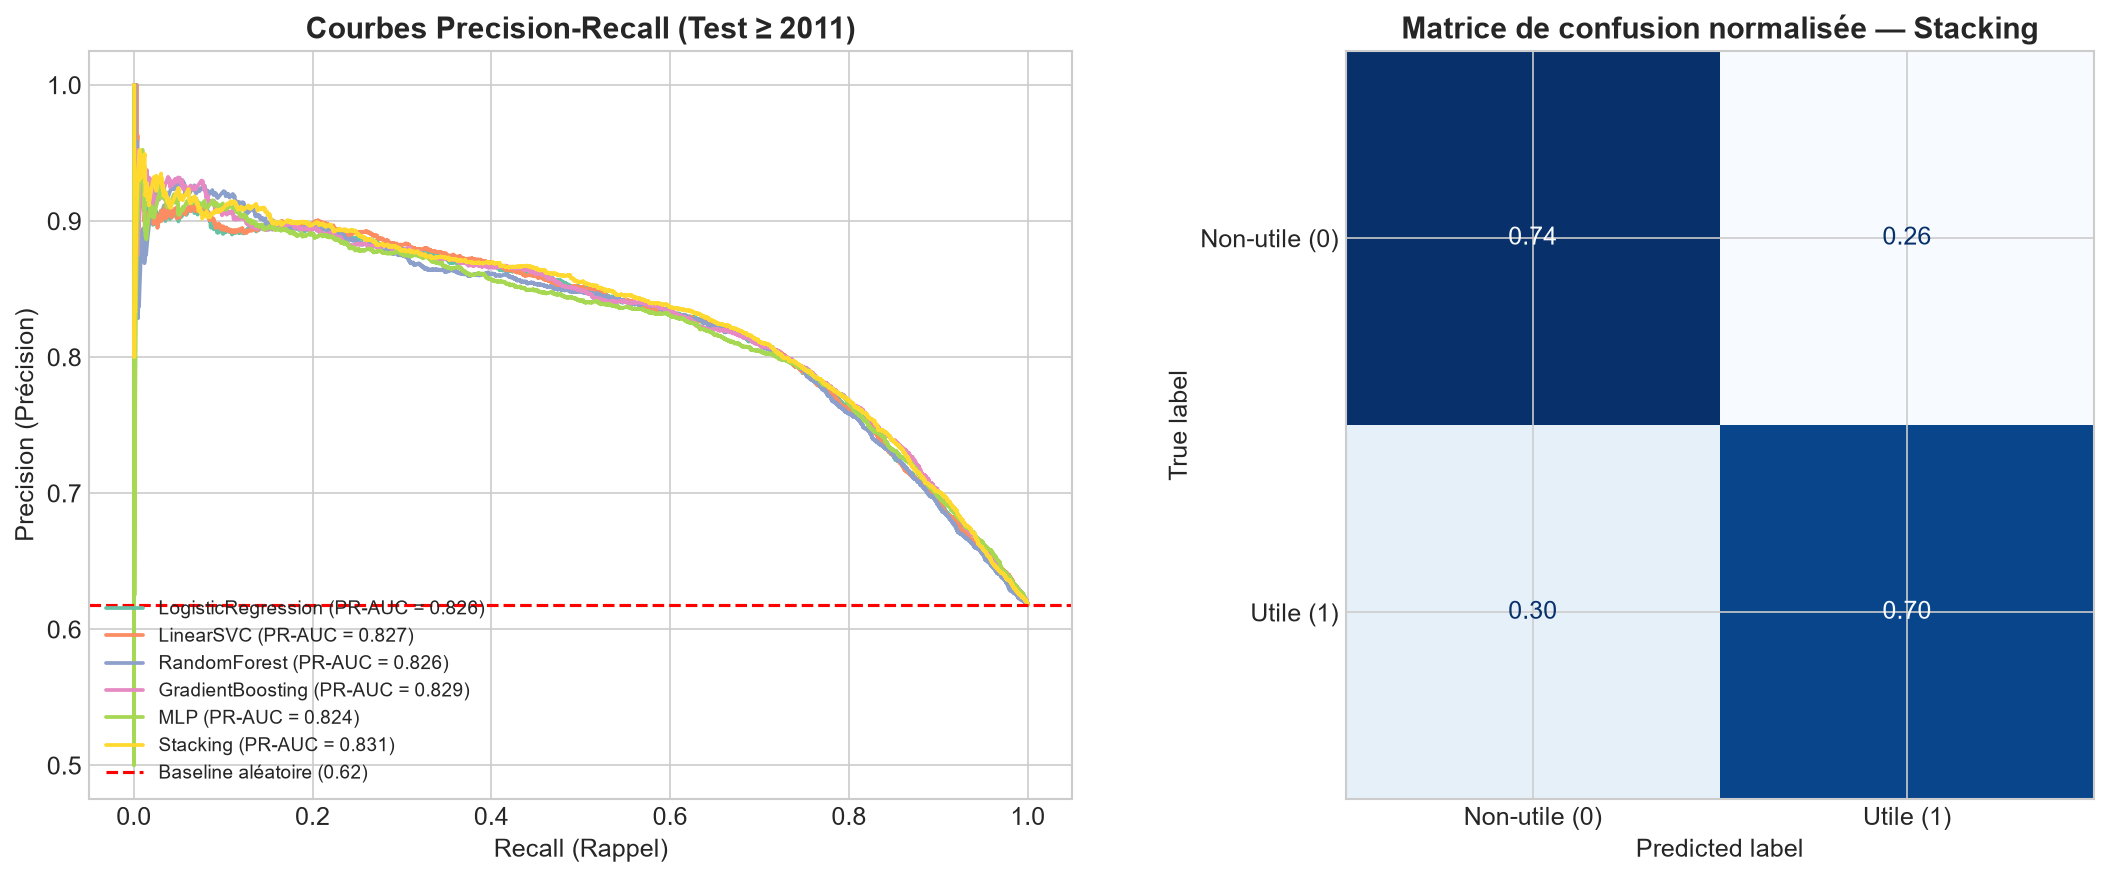 Courbes Precision-Recall (Test ≥ 2011)
Precision (Précision)
1.0
0.9
0.8
0.7
0.6
0.5
LogisticRegression (PR-AUC = 0.826)
LinearSVC (PR-AUC = 0.827)
RandomForest (PR-AUC = 0.826)
GradientBoosting (PR-AUC = 0.829)
MLP (PR-AUC = 0.824)
Stacking (PR-AUC = 0.831)
Baseline aléatoire (0.62)
0.0 0.2 0.4 0.6 0.8 1.0
Recall (Rappel)
Matrice de confusion normalisée — Stacking
True label
Non-utile (0) 0.74 0.26
Utile (1) 0.30 0.70
Non-utile (0) Utile (1)
Predicted label